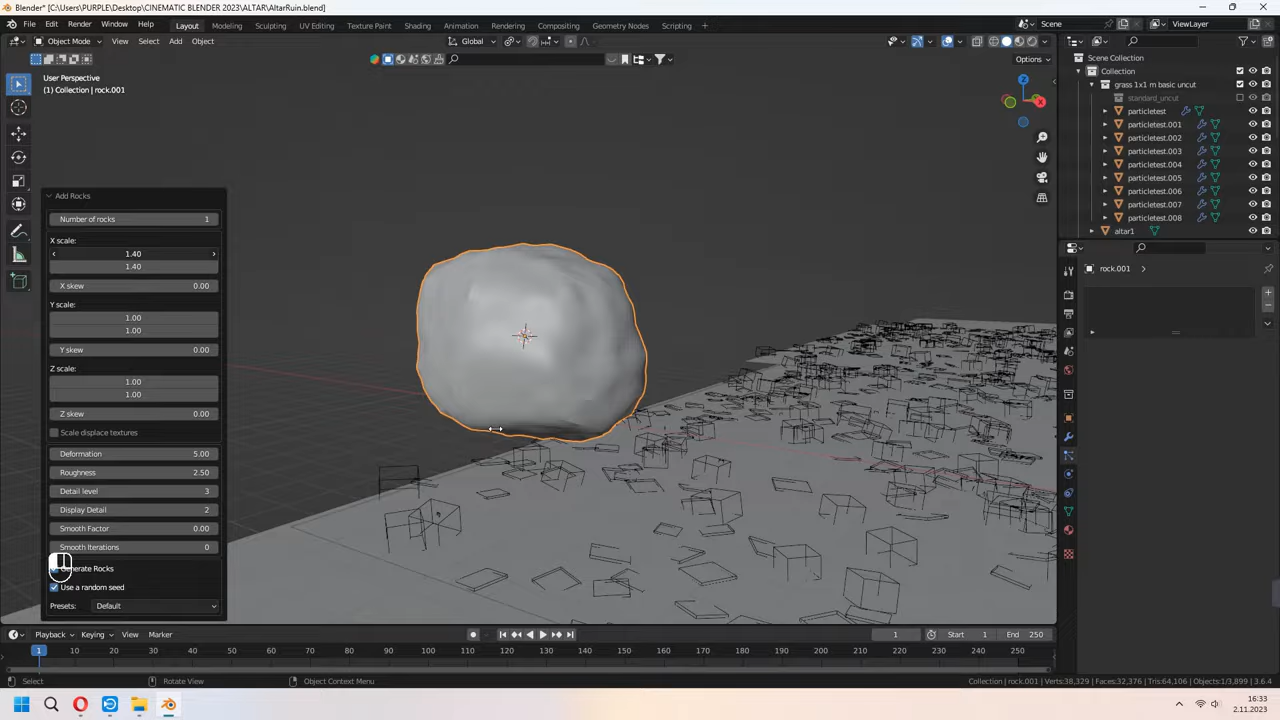 Blender* [C:\Users\PURPLE\Desktop\CINEMATIC BLENDER 2023\ALTAR\AltarRuin.blend]
File Edit Render Window Help Layout Modeling Sculpting UV Editing Texture Paint Shading Animation Rendering Compositing Geometry Nodes Scripting + Scene ViewLayer
Object Mode View Select Add Object Global
Options
User Perspective
(1) Collection | rock.001
Scene Collection
Collection
grass 1x1 m basic uncut
standard_uncut
particletest
particletest.001
particletest.002
particletest.003
particletest.004
particletest.005
particletest.006
particletest.007
particletest.008
altar1
rock.001
Add Rocks
Number of rocks 1
X scale:
1.40
1.40
X skew 0.00
Y scale:
1.00
1.00
Y skew 0.00
Z scale:
1.00
1.00
Z skew 0.00
Scale displace textures
Deformation 5.00
Roughness 2.50
Detail level 3
Display Detail 2
Smooth Factor 0.00
Smooth Iterations 0
Generate Rocks
Use a random seed
Presets: Default
X
Z
Playback Keying View Marker 1 Start 1 End 250
1 10 20 30 40 50 60 70 80 90 100 110 120 130 140 150 160 170 180 190 200 210 220 230 240 250
Select Rotate View Object Context Menu Collection | rock.001 | Verts:38,329 | Faces:32,376 | Tris:64,106 | Objects:1/3,899 | 3.6.4
16:33
2.11.2023